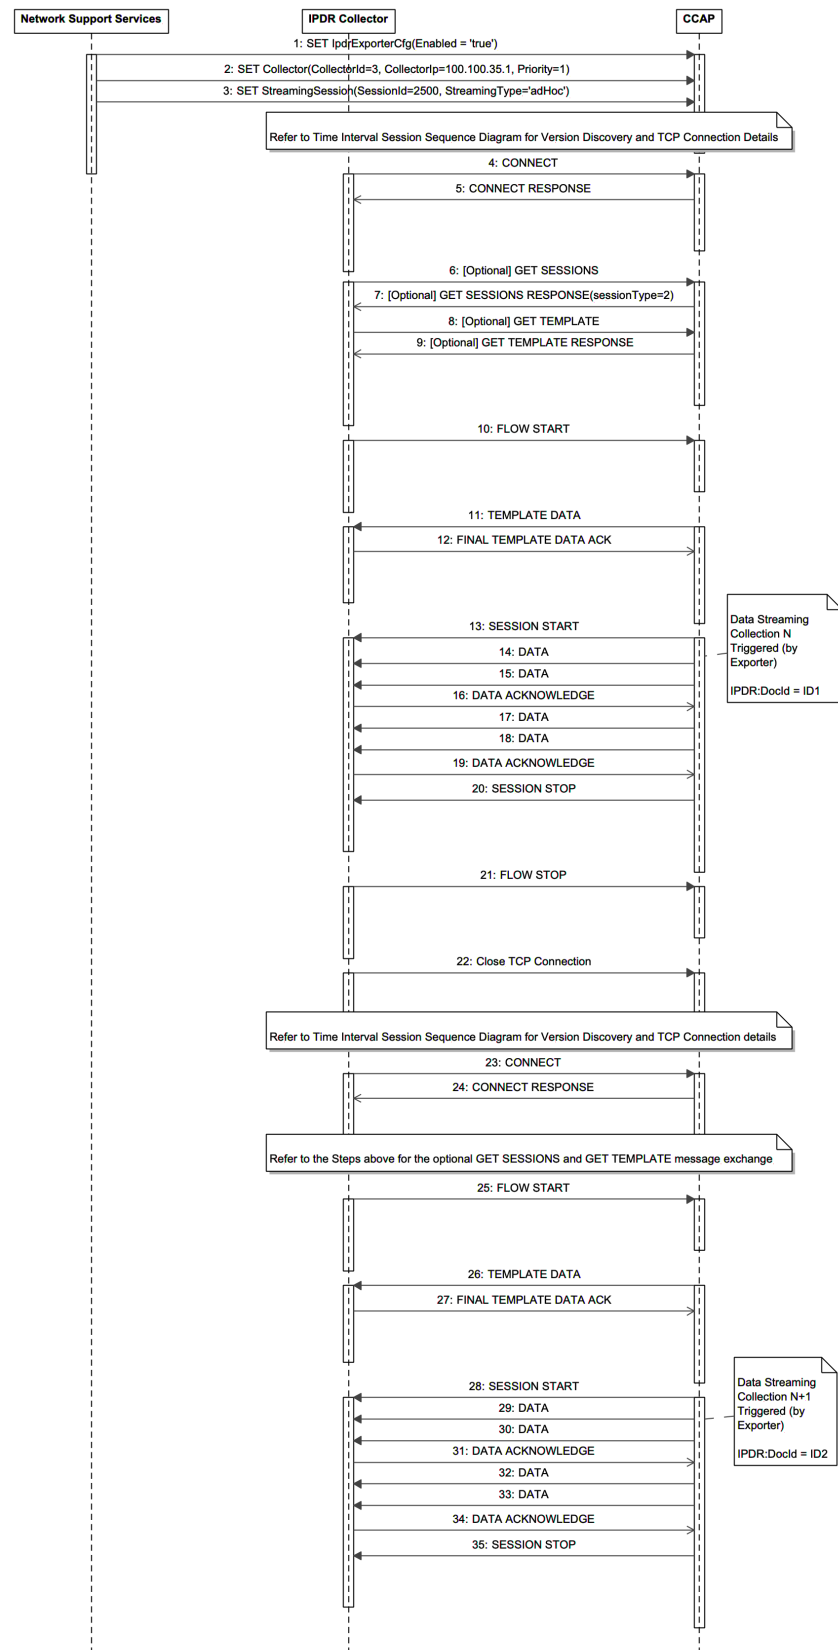 Network Support Services
IPDR Collector
CCAP
1: SET IpdrExporterCfg(Enabled = 'true')
2: SET Collector(CollectorId=3, CollectorIp=100.100.35.1, Priority=1)
3: SET StreamingSession(SessionId=2500, StreamingType='adHoc')
Refer to Time Interval Session Sequence Diagram for Version Discovery and TCP Connection Details
4: CONNECT
5: CONNECT RESPONSE
6: [Optional] GET SESSIONS
7: [Optional] GET SESSIONS RESPONSE(sessionType=2)
8: [Optional] GET TEMPLATE
9: [Optional] GET TEMPLATE RESPONSE
10: FLOW START
11: TEMPLATE DATA
12: FINAL TEMPLATE DATA ACK
13: SESSION START
14: DATA
15: DATA
16: DATA ACKNOWLEDGE
17: DATA
18: DATA
19: DATA ACKNOWLEDGE
20: SESSION STOP
Data Streaming
Collection N
Triggered (by
Exporter)
IPDR:DocId = ID1
21: FLOW STOP
22: Close TCP Connection
Refer to Time Interval Session Sequence Diagram for Version Discovery and TCP Connection details
23: CONNECT
24: CONNECT RESPONSE
Refer to the Steps above for the optional GET SESSIONS and GET TEMPLATE message exchange
25: FLOW START
26: TEMPLATE DATA
27: FINAL TEMPLATE DATA ACK
28: SESSION START
29: DATA
30: DATA
31: DATA ACKNOWLEDGE
32: DATA
33: DATA
34: DATA ACKNOWLEDGE
35: SESSION STOP
Data Streaming
Collection N+1
Triggered (by
Exporter)
IPDR:DocId = ID2